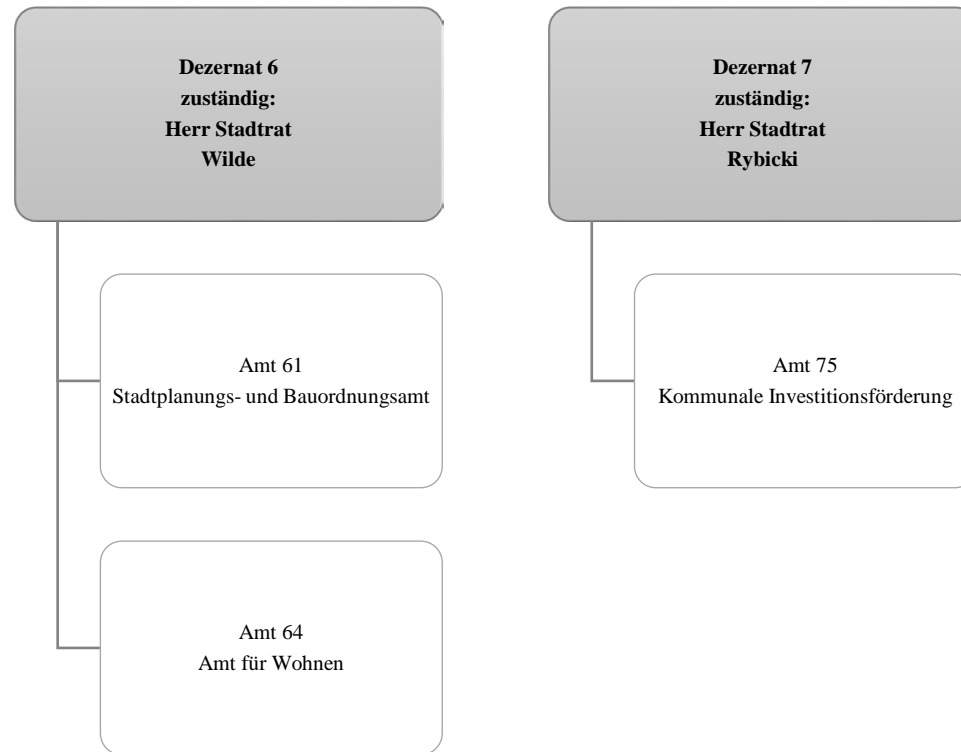 Dezernat 6
zuständig:
Herr Stadtrat
Wilde
Amt 61
Stadtplanungs- und Bauordnungsamt
Amt 64
Amt für Wohnen
Dezernat 7
zuständig:
Herr Stadtrat
Rybicki
Amt 75
Kommunale Investitionsförderung